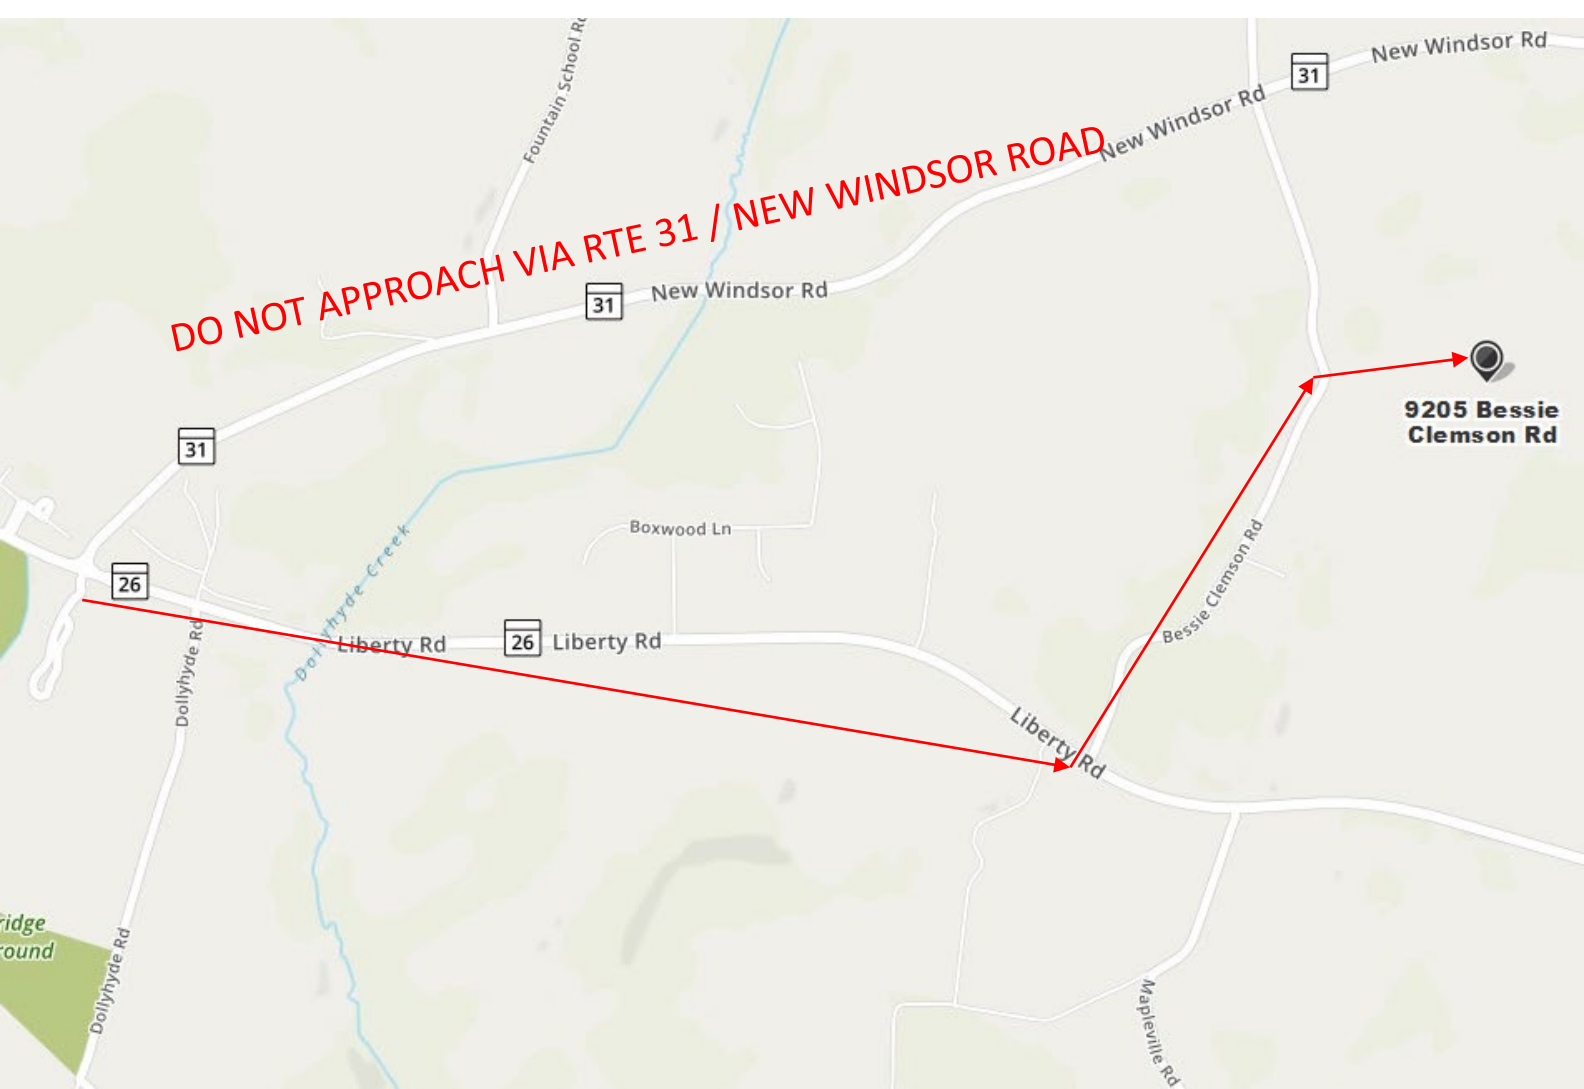 New Windsor Rd
31
New Windsor Rd
Fountain School Rd
DO NOT APPROACH VIA RTE 31 / NEW WINDSOR ROAD
31
New Windsor Rd
9205 Bessie
Clemson Rd
31
Boxwood Ln
Dollyhyde Creek
26
Bessie Clemson Rd
Liberty Rd
26
Liberty Rd
Dollyhyde Rd
Liberty Rd
ridge
round
Dollyhyde Rd
Mapleville Rd